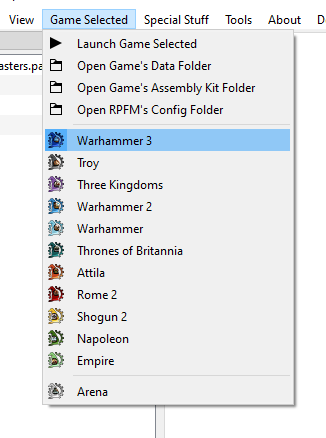 View Game Selected Special Stuff Tools About D
asters.pa
Launch Game Selected
Open Game's Data Folder
Open Game's Assembly Kit Folder
Open RPFM's Config Folder
Warhammer 3
Troy
Three Kingdoms
Warhammer 2
Warhammer
Thrones of Britannia
Attila
Rome 2
Shogun 2
Napoleon
Empire
Arena